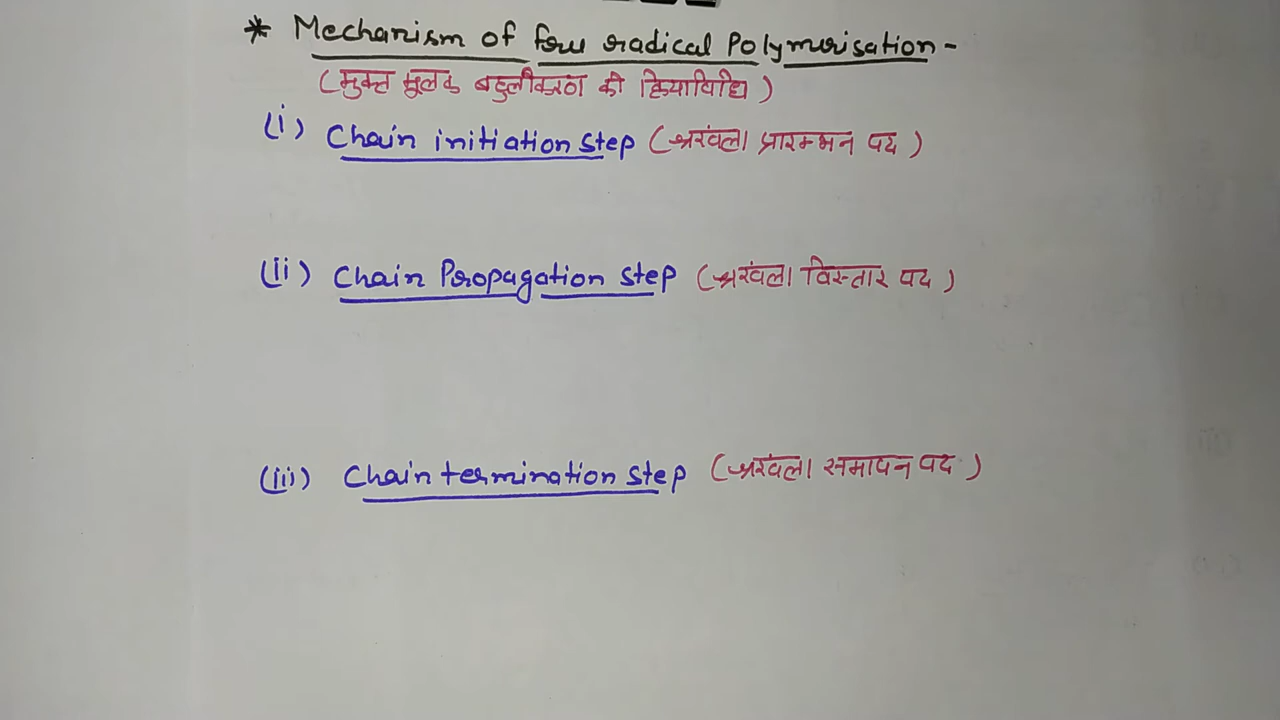 * Mechanism of free radical Polymerisation -
(मुक्त मूलक बहुलीकरण की क्रियाविधि)
(i) Chain initiation step (श्रृंखला प्रारम्भन पद)
(ii) Chain Propagation step (श्रृंखला विस्तार पद)
(iii) Chain termination step (श्रृंखला समापन पद)